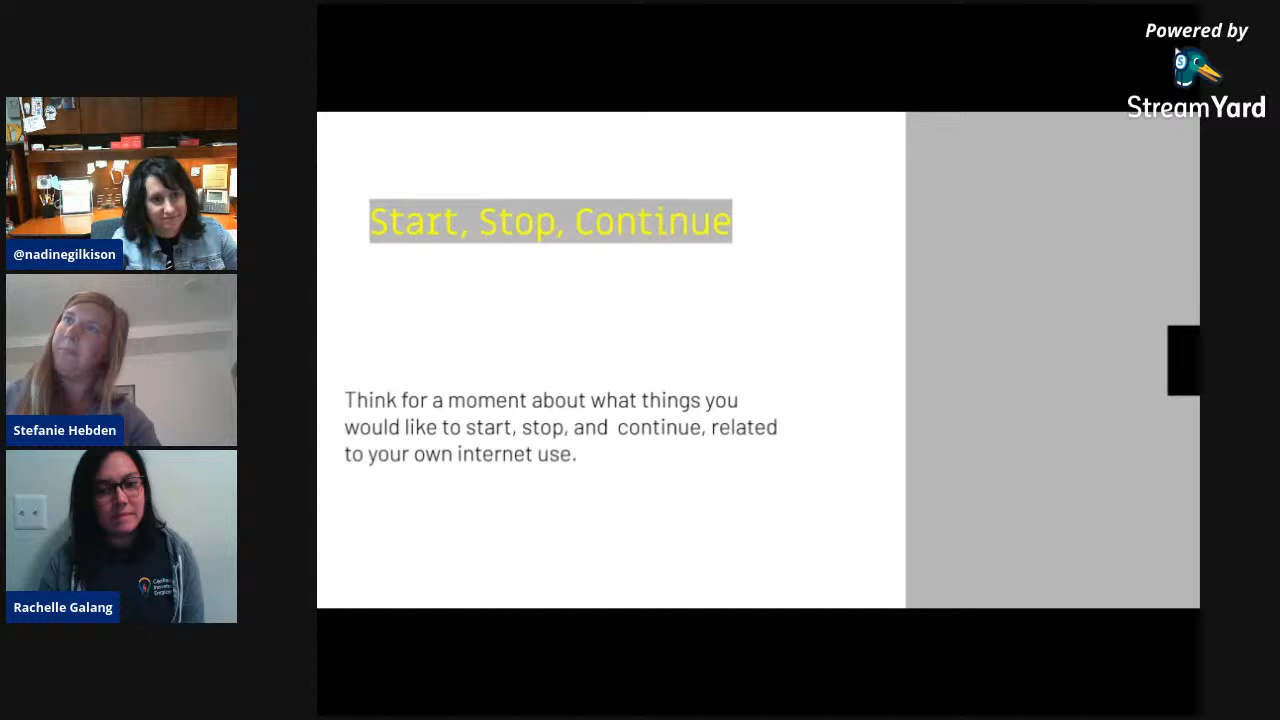 Powered by
StreamYard
@nadinegilkison
Stefanie Hebden
Rachelle Galang
Start, Stop, Continue
Think for a moment about what things you
would like to start, stop, and  continue, related
to your own internet use.